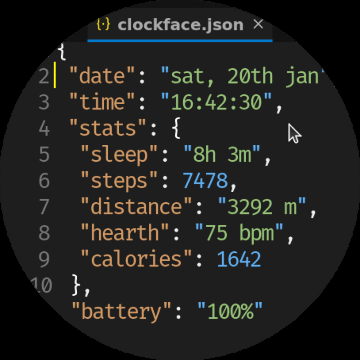 {·} clockface.json ×
{
2 "date": "sat, 20th jan"
3 "time": "16:42:30",
4 "stats": {
5 "sleep": "8h 3m",
6 "steps": 7478,
7 "distance": "3292 m",
8 "hearth": "75 bpm",
9 "calories": 1642
10 },
"battery": "100%"